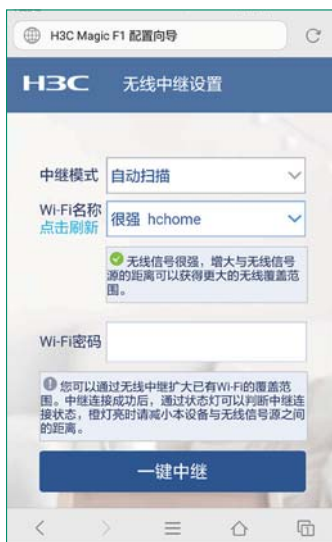 H3C Magic F1 配置向导
H3C 无线中继设置
中继模式 自动扫描
Wi-Fi名称
点击刷新
很强 hchome
无线信号很强，增大与无线信号
源的距离可以获得更大的无线覆盖范
围。
Wi-Fi密码
您可以通过无线中继扩大已有Wi-Fi的覆盖范
围。中继连接成功后，通过状态灯可以判断中继连
接状态，橙灯亮时请减小本设备与无线信号源之间
的距离。
一键中继